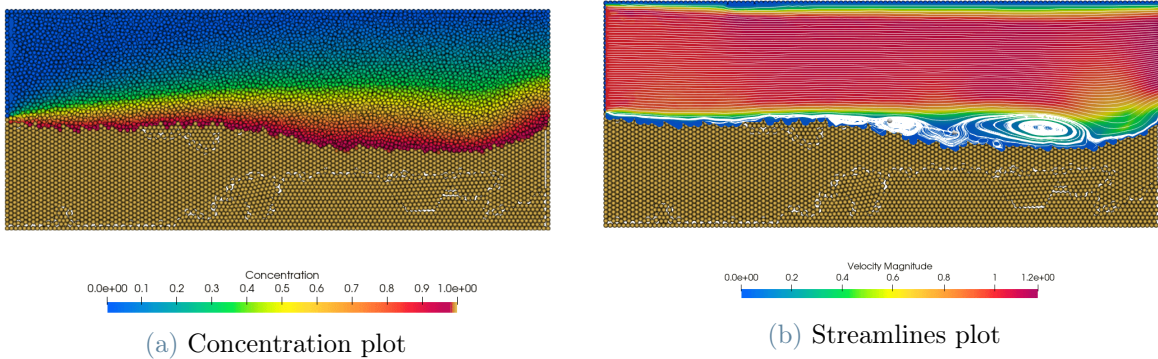 Concentration
0.0e+00 0.1 0.2 0.3 0.4 0.5 0.6 0.7 0.8 1.0e+00
(a) Concentration plot
Velocity Magnitude
0.0e+00 0.2 0.4 0.6 0.8 1 1.2e+00
(b) Streamlines plot